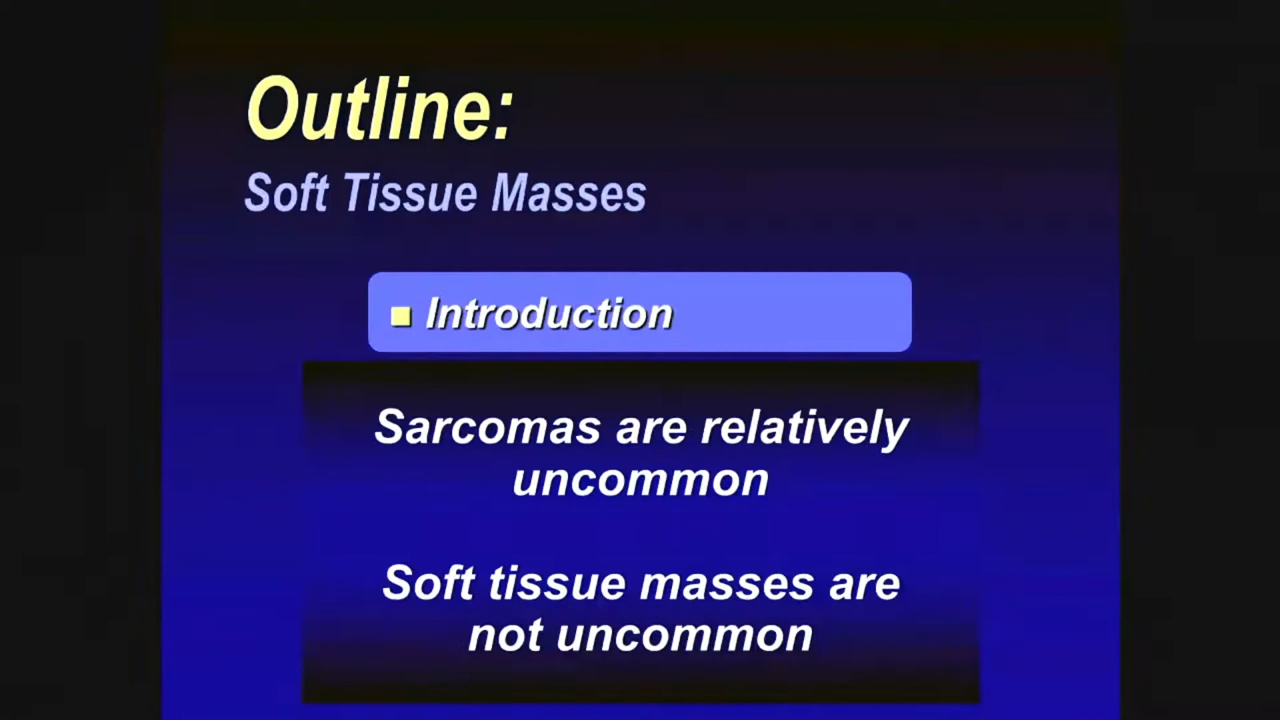 Outline:
Soft Tissue Masses
Introduction
Sarcomas are relatively
uncommon
Soft tissue masses are
not uncommon